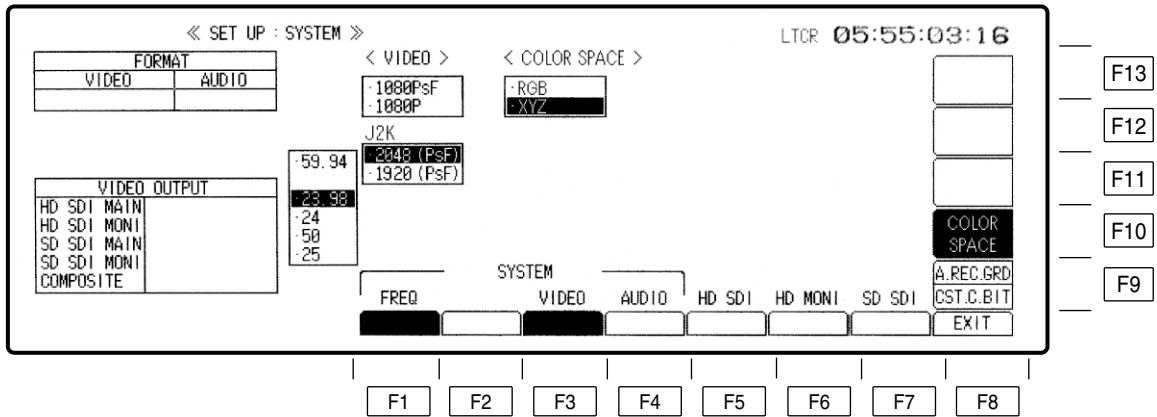 ≪ SET UP : SYSTEM ≫
LTCR 05:55:03:16
FORMAT
VIDEO AUDIO
< VIDEO >
·1080PsF
·1080P
J2K
·2048 (PsF)
·1920 (PsF)
< COLOR SPACE >
·RGB
·XYZ
·59.94
·23.98
·24
·50
·25
VIDEO OUTPUT
HD SDI MAIN
HD SDI MONI
SD SDI MAIN
SD SDI MONI
COMPOSITE
SYSTEM
FREQ VIDEO AUDIO HD SDI HD MONI SD SDI
COLOR
SPACE
A.REC.GRD
CST.C.BIT
EXIT
F13
F12
F11
F10
F9
F1 F2 F3 F4 F5 F6 F7 F8